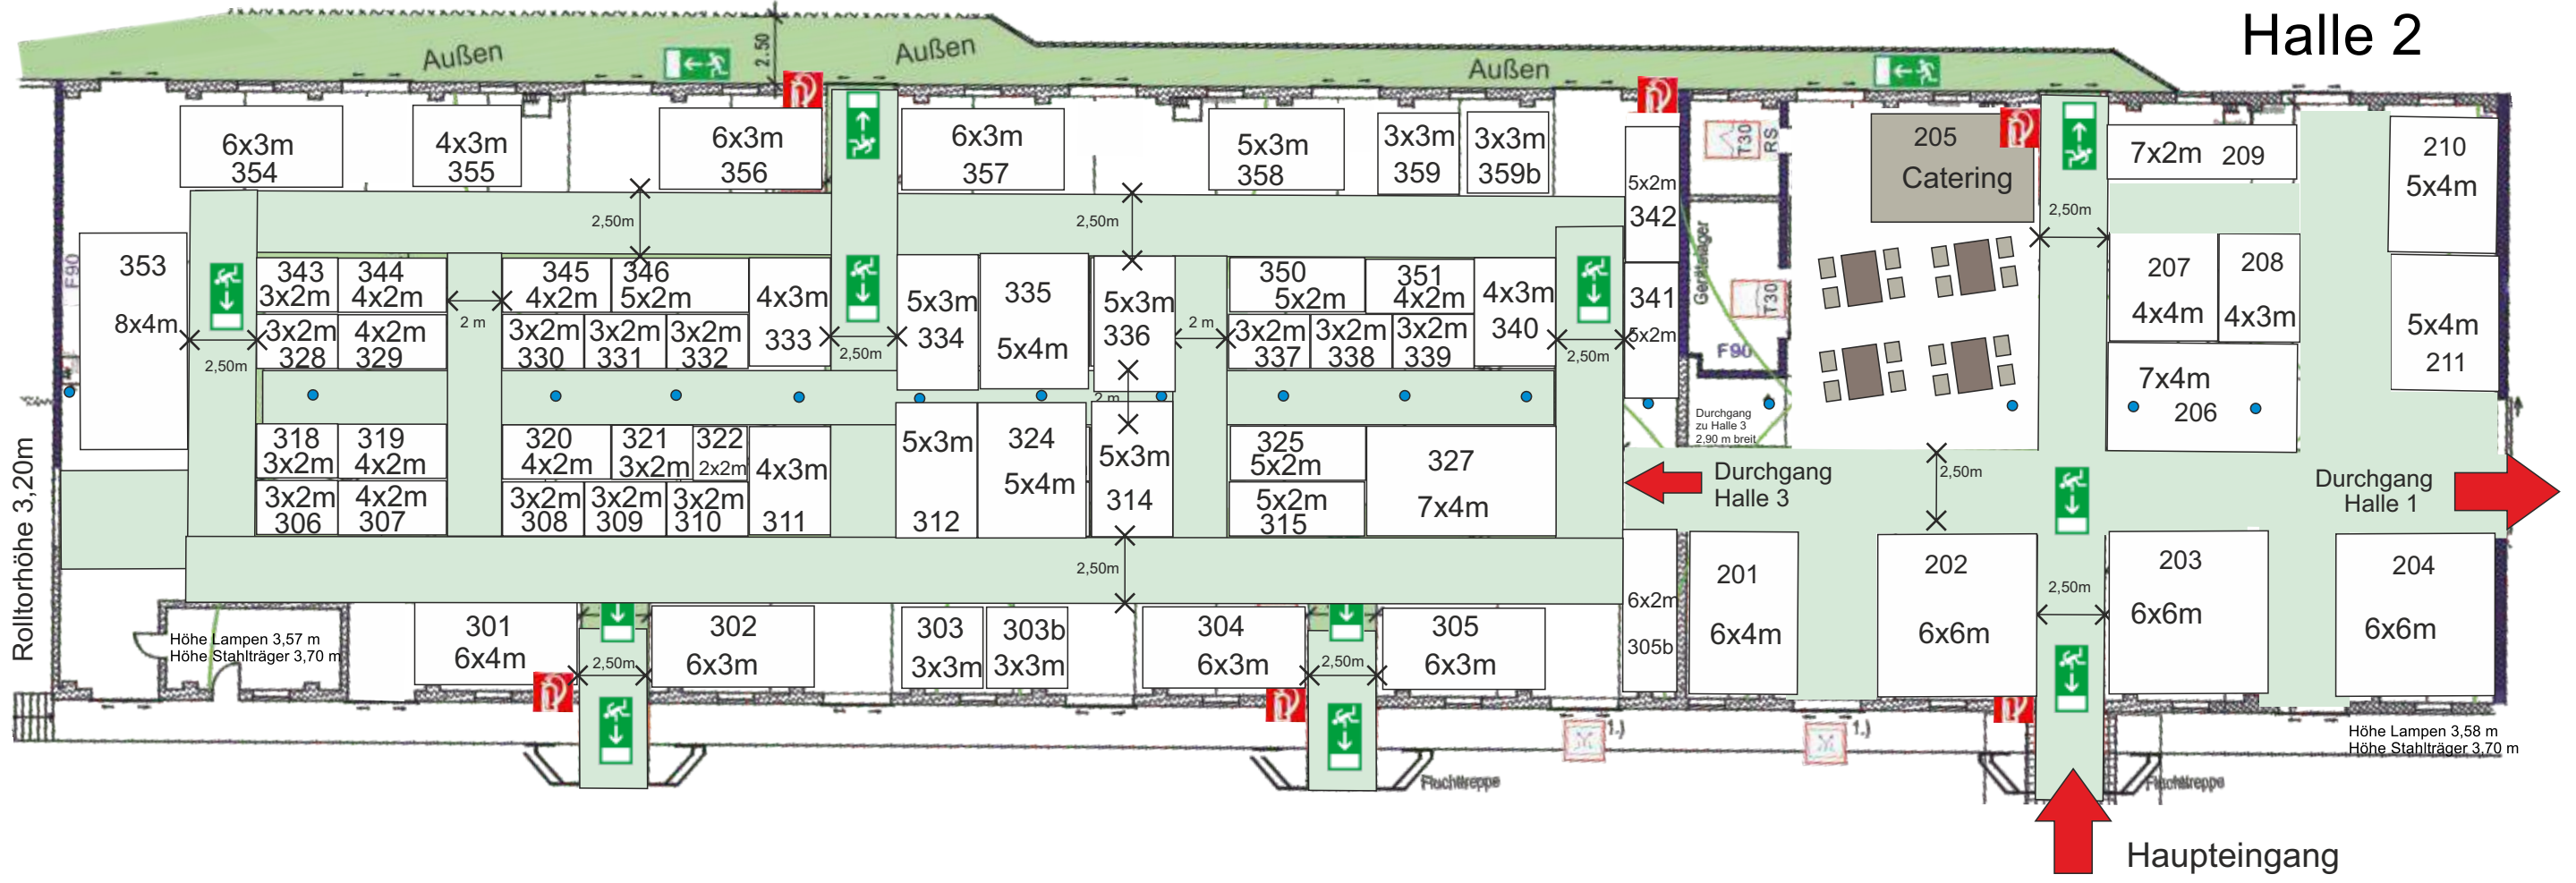 Halle 2
Außen
2.50
Außen
Außen
6x3m
354
4x3m
355
6x3m
356
6x3m
357
5x3m
358
3x3m
359
3x3m
359b
5x2m
342
T30
RS
205
Catering
7x2m 209
210
5x4m
2,50m
2,50m
2,50m
F90
353
8x4m
343
3x2m
344
4x2m
345
4x2m
346
5x2m
4x3m
333
5x3m
334
335
5x4m
5x3m
336
350
5x2m
351
4x2m
4x3m
340
341
5x2m
Gerätelager
T30
F90
207
4x4m
208
4x3m
5x4m
211
2 m
2 m
3x2m
328
4x2m
329
3x2m
330
3x2m
331
3x2m
332
3x2m
337
3x2m
338
3x2m
339
2,50m
2,50m
2,50m
2 m
7x4m
206
Durchgang
zu Halle 3
2,90 m breit
Rolltorhöhe 3,20m
318
3x2m
319
4x2m
320
4x2m
321
3x2m
322
2x2m
4x3m
311
5x3m
312
324
5x4m
5x3m
314
325
5x2m
327
7x4m
3x2m
306
4x2m
307
3x2m
308
3x2m
309
3x2m
310
5x2m
315
Durchgang
Halle 3
2,50m
Durchgang
Halle 1
2,50m
Höhe Lampen 3,57 m
Höhe Stahlträger 3,70 m
301
6x4m
2,50m
302
6x3m
303
3x3m
303b
3x3m
304
6x3m
2,50m
305
6x3m
6x2m
305b
201
6x4m
202
6x6m
2,50m
203
6x6m
204
6x6m
1.)
1.)
Höhe Lampen 3,58 m
Höhe Stahlträger 3,70 m
Fluchttreppe
Fluchttreppe
Haupteingang